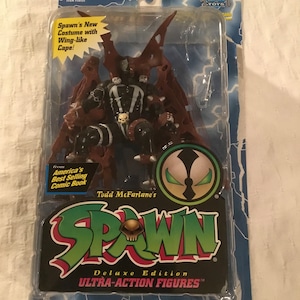 Spawn's New
Costume with
Wing-like
Cape!
from
America's
Best Selling
Comic Book
Todd McFarlane's
SPAWN
Deluxe Edition
ULTRA-ACTION FIGURES™